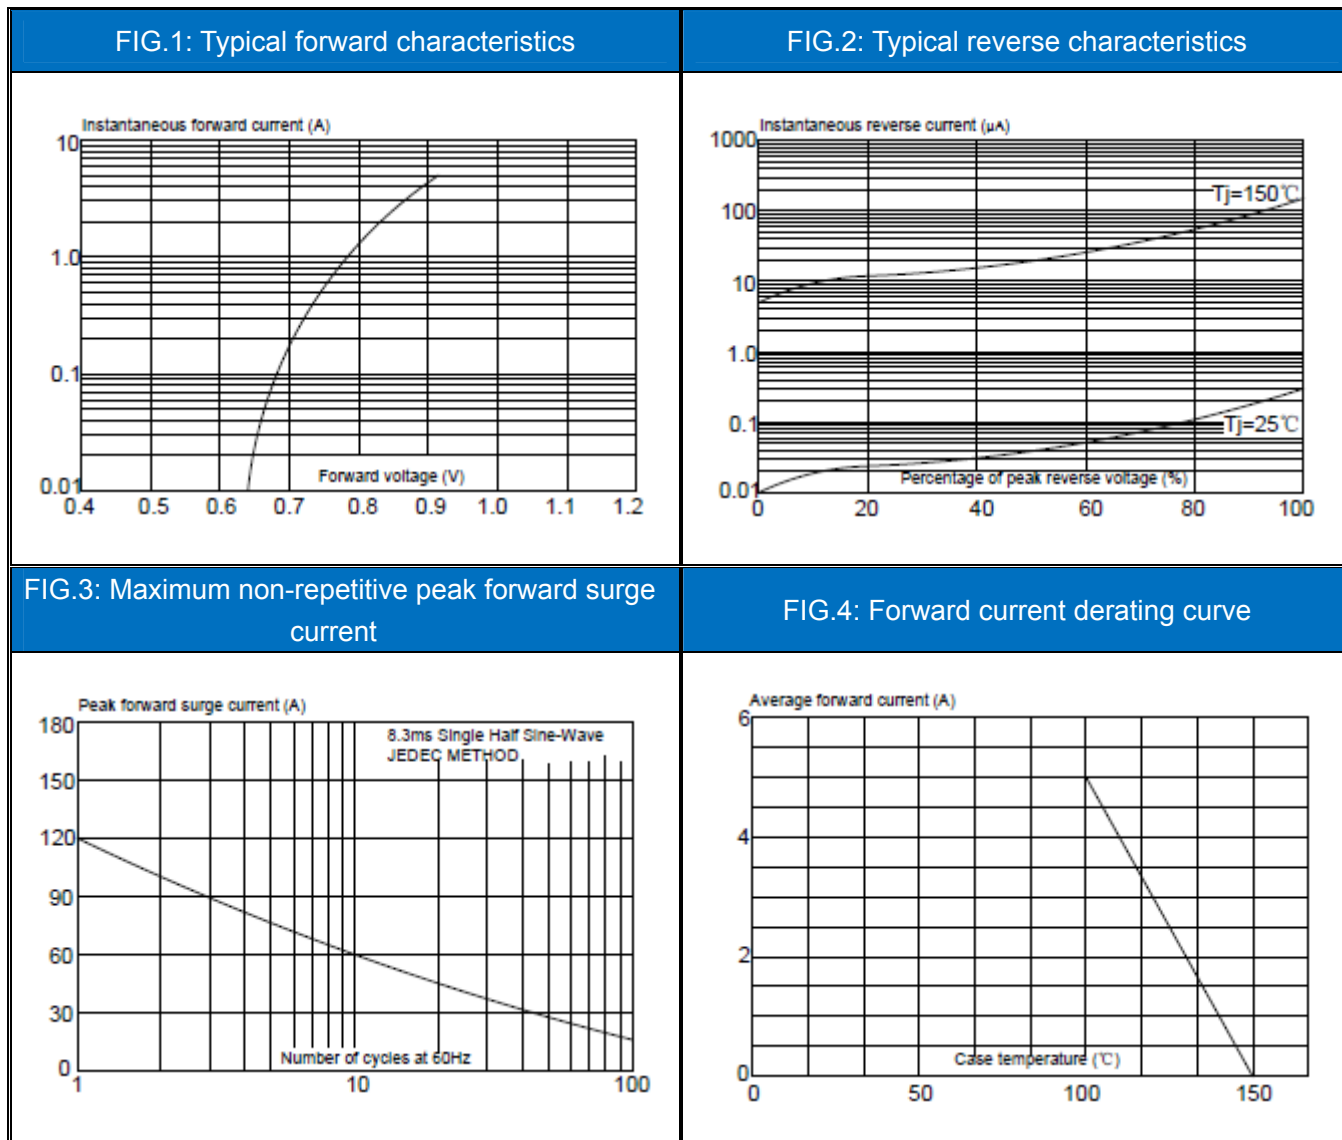 FIG.1: Typical forward characteristics
FIG.2: Typical reverse characteristics
Instantaneous forward current (A)
10
1.0
0.1
0.01
Forward voltage (V)
0.4 0.5 0.6 0.7 0.8 0.9 1.0 1.1 1.2
Instantaneous reverse current (μA)
1000
Tj=150℃
100
10
1.0
0.1
Tj=25℃
0.01
Percentage of peak reverse voltage (%)
0 20 40 60 80 100
FIG.3: Maximum non-repetitive peak forward surge
current
FIG.4: Forward current derating curve
Peak forward surge current (A)
180
8.3ms Single Half Sine-Wave
JEDEC METHOD
150
120
90
60
30
0
Number of cycles at 60Hz
1 10 100
Average forward current (A)
6
4
2
0
Case temperature (℃)
0 50 100 150